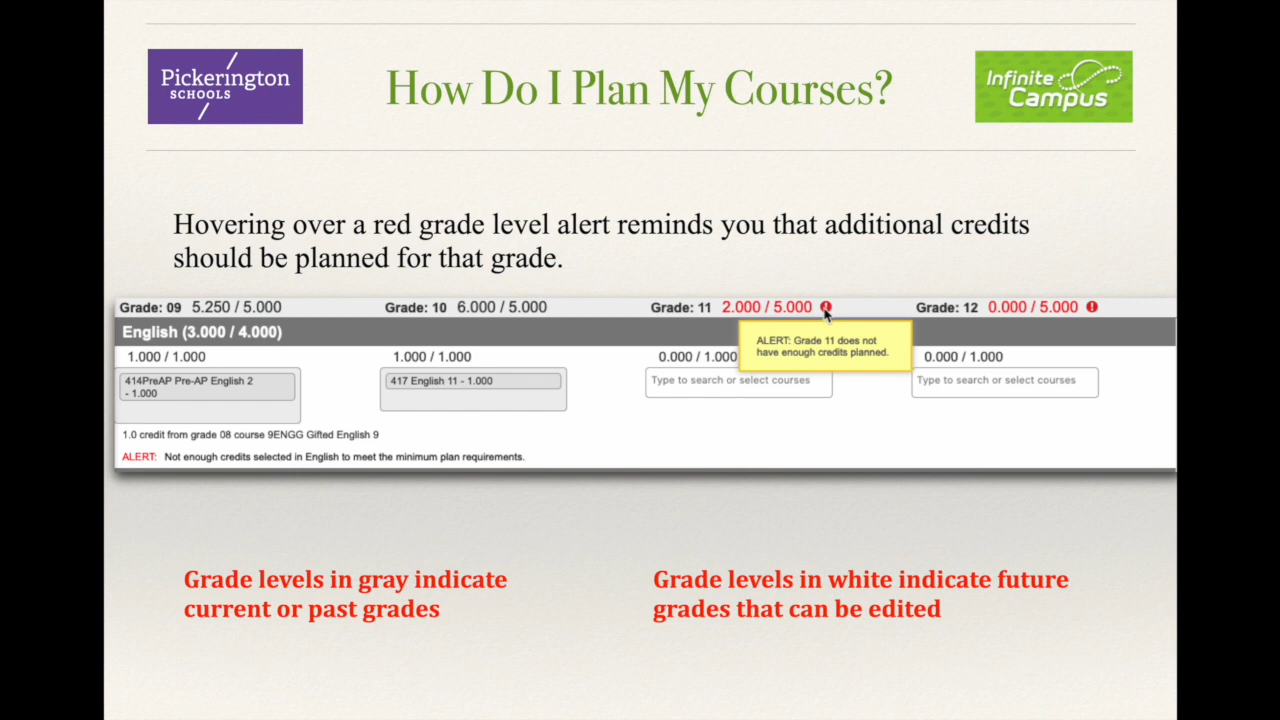 Pickerington
SCHOOLS
How Do I Plan My Courses?
Infinite
Campus
Hovering over a red grade level alert reminds you that additional credits
should be planned for that grade.
Grade: 09 5.250 / 5.000 Grade: 10 6.000 / 5.000 Grade: 11 2.000 / 5.000 Grade: 12 0.000 / 5.000
English (3.000 / 4.000)
ALERT: Grade 11 does not
have enough credits planned.
1.000 / 1.000 1.000 / 1.000 0.000 / 1.000 0.000 / 1.000
414PreAP Pre-AP English 2
- 1.000
417 English 11 - 1.000
Type to search or select courses
Type to search or select courses
1.0 credit from grade 08 course 9ENGG Gifted English 9
ALERT: Not enough credits selected in English to meet the minimum plan requirements.
Grade levels in gray indicate
current or past grades
Grade levels in white indicate future
grades that can be edited